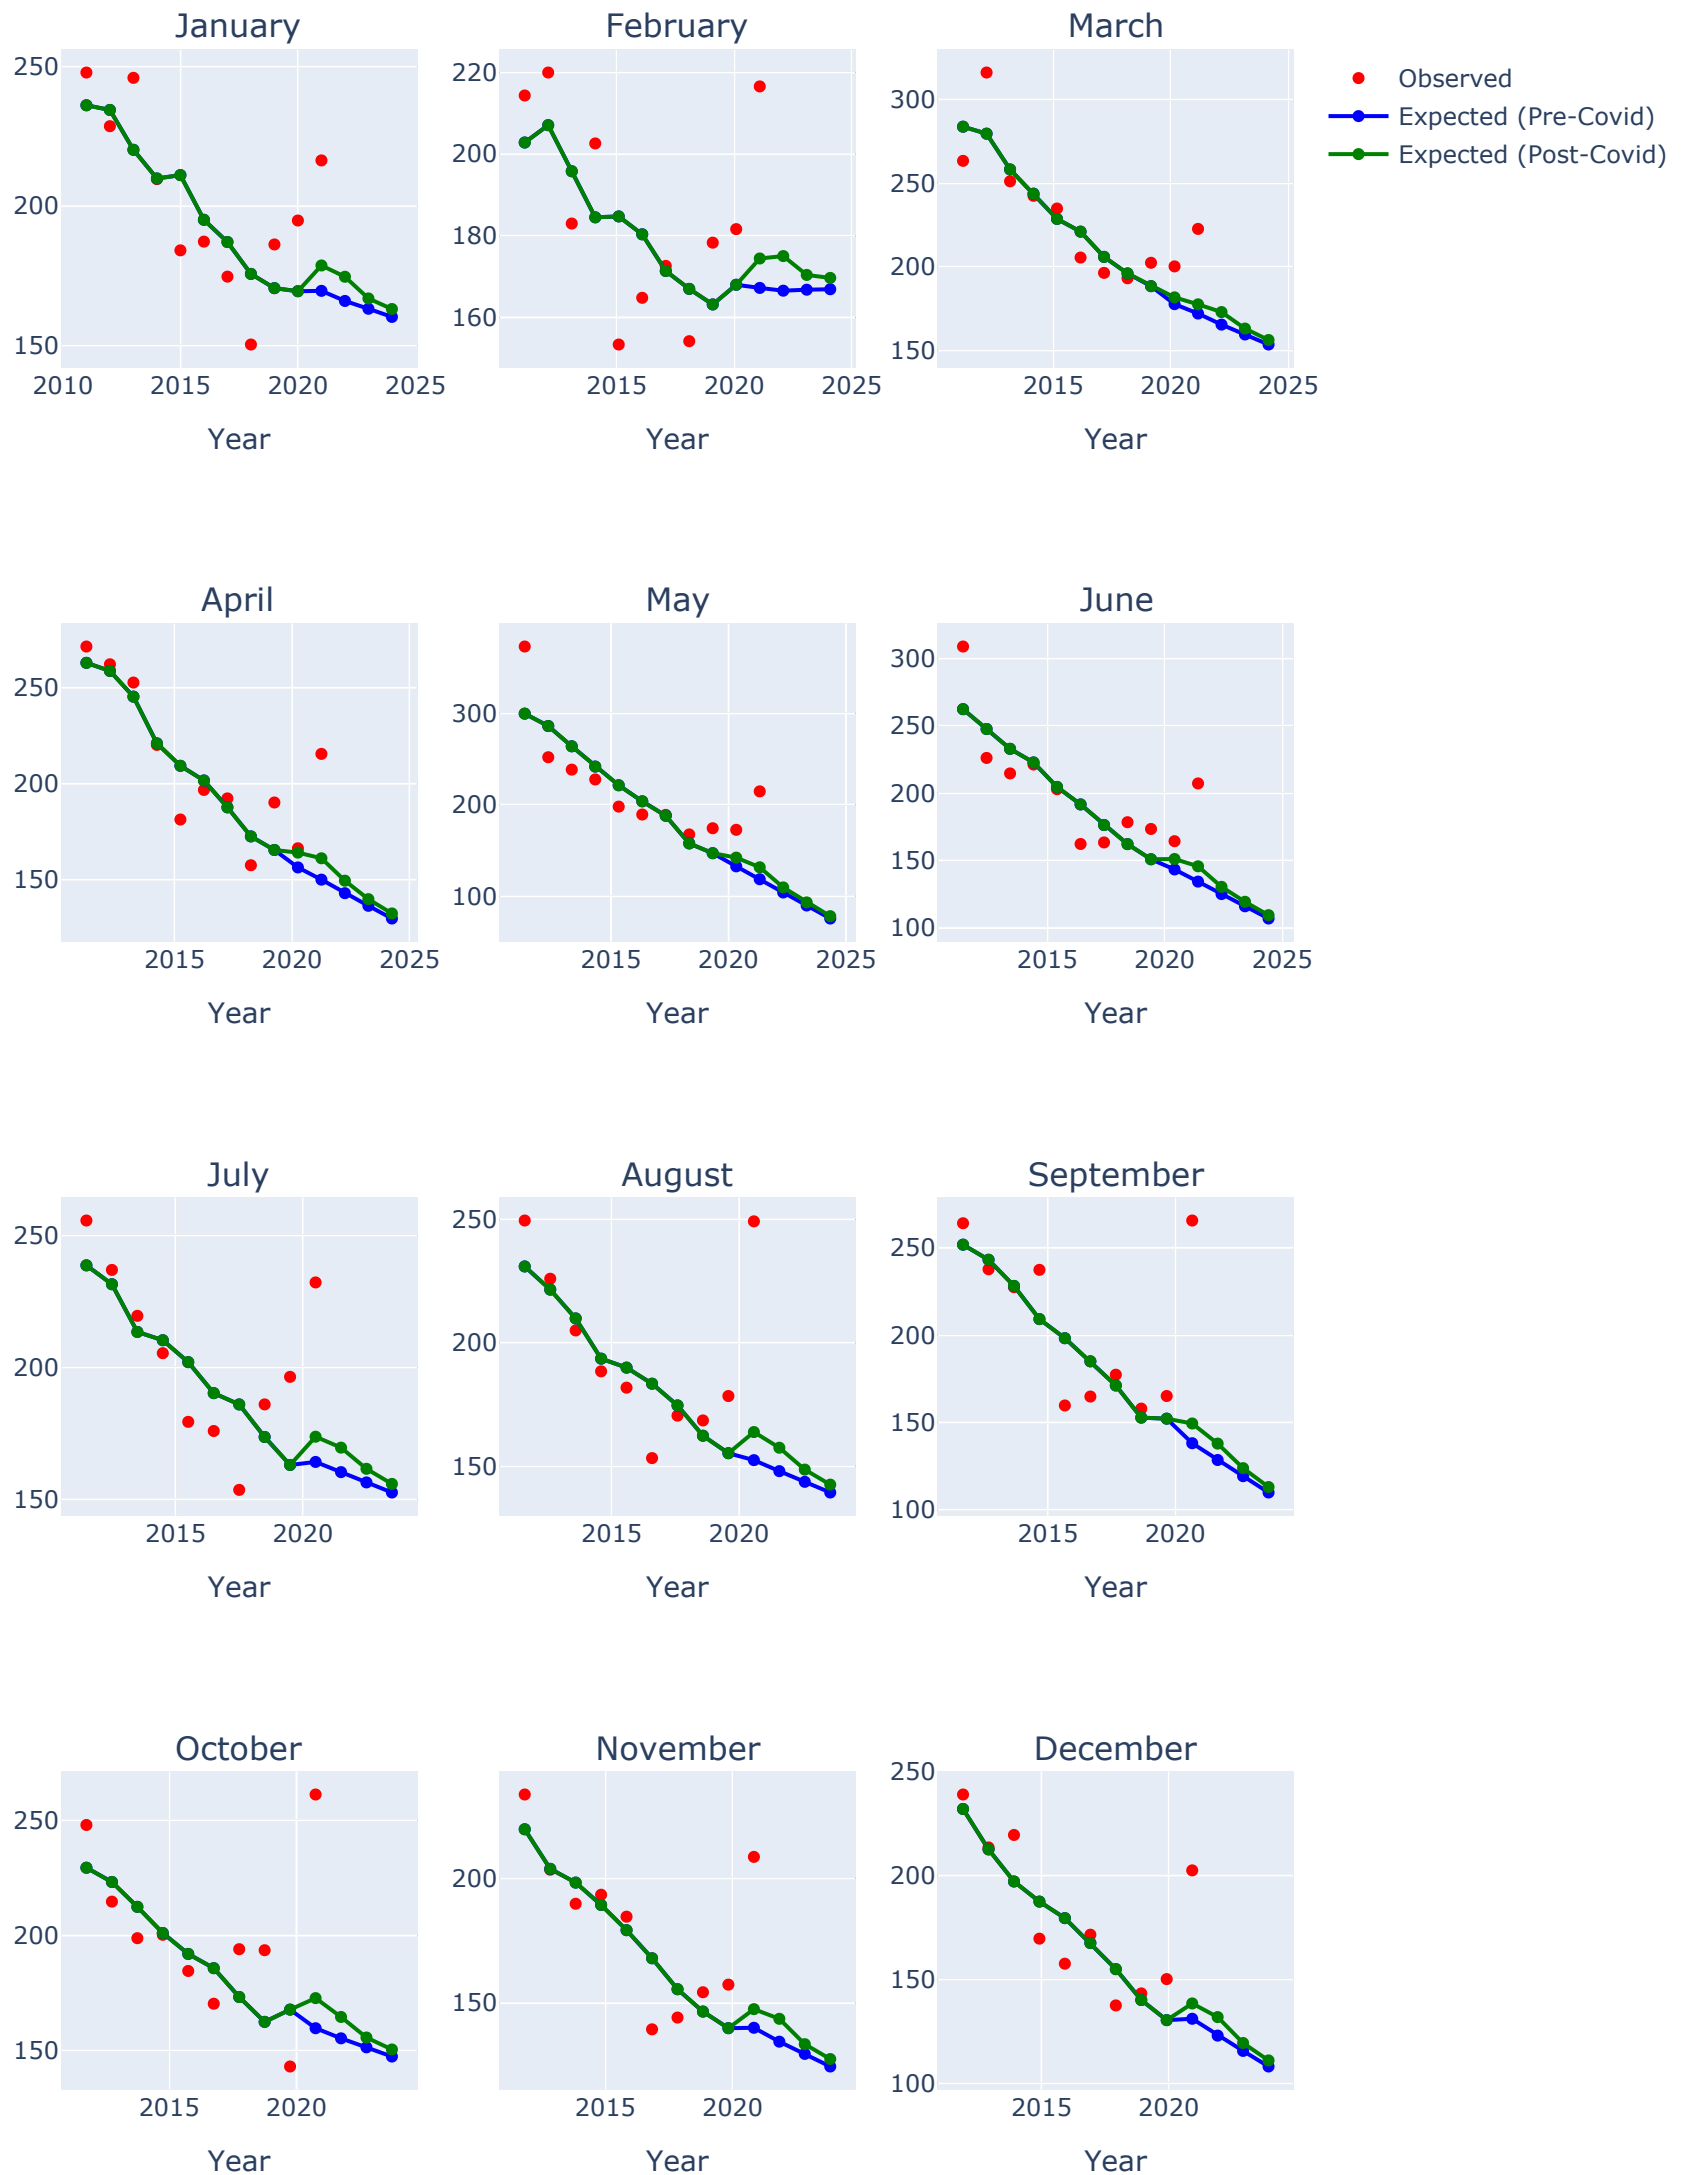 January
February
March
250
200
150
2010
2015
2020
2025
Year
220
200
180
160
2015
2020
2025
Year
300
250
200
150
2015
2020
2025
Year
Observed
Expected (Pre-Covid)
Expected (Post-Covid)
April
May
June
250
200
150
2015
2020
2025
Year
300
200
100
2015
2020
2025
Year
300
250
200
150
100
2015
2020
2025
Year
July
August
September
250
200
150
2015
2020
Year
250
200
150
2015
2020
Year
250
200
150
100
2015
2020
Year
October
November
December
250
200
150
2015
2020
Year
200
150
2015
2020
Year
250
200
150
100
2015
2020
Year